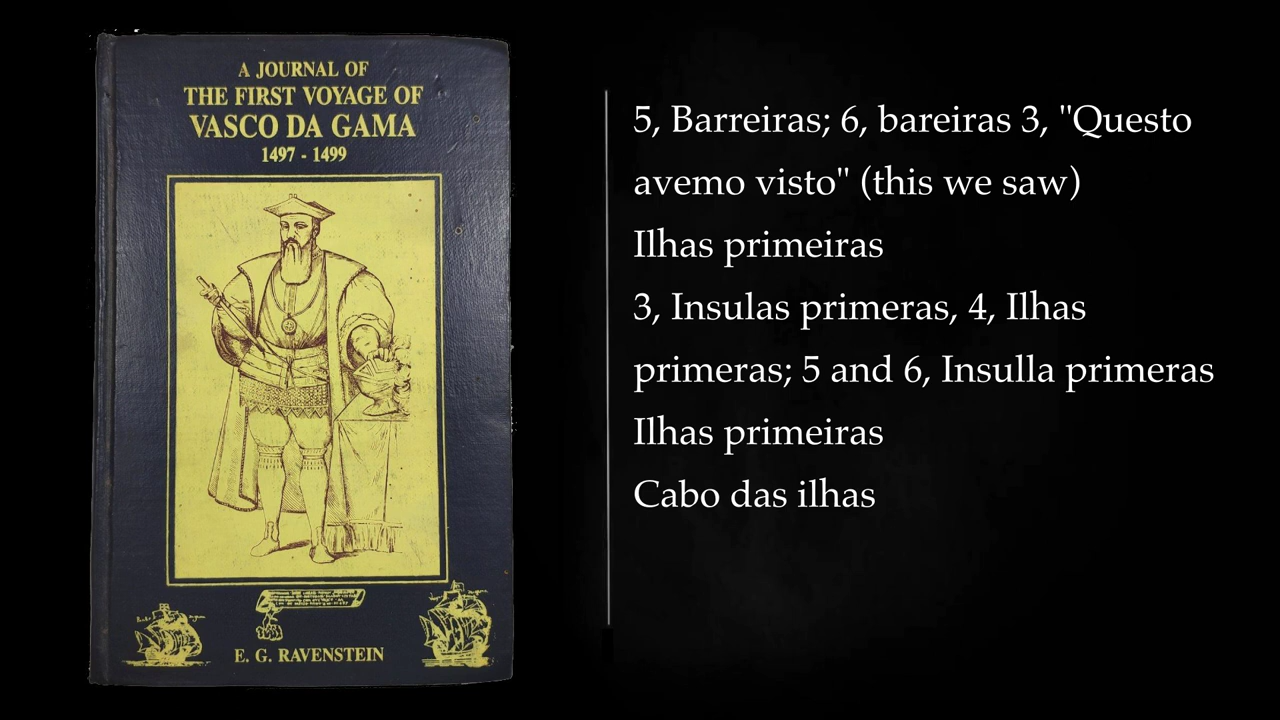 A JOURNAL OF
THE FIRST VOYAGE OF
VASCO DA GAMA
1497 - 1499
E. G. RAVENSTEIN
5, Barreiras; 6, bareiras 3, "Questo
avemo visto" (this we saw)
Ilhas primeiras
3, Insulas primeras, 4, Ilhas
primeras; 5 and 6, Insulla primeras
Ilhas primeiras
Cabo das ilhas